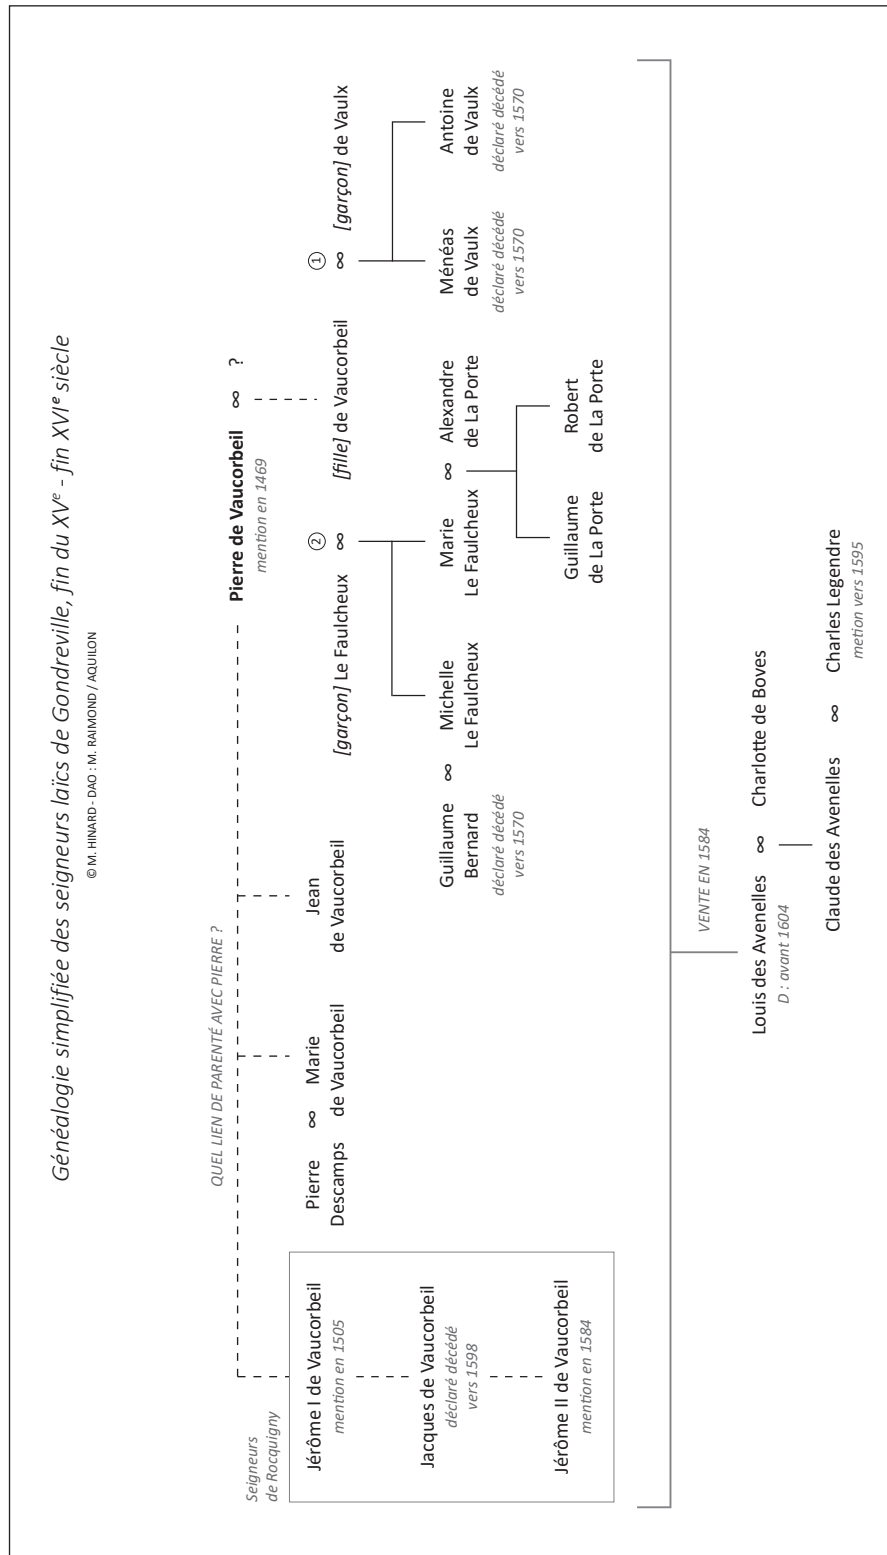 Généalogie simplifiée des seigneurs laïcs de Gondreville, fin du XVe - fin XVIe siècle
© M. HINARD - DAO : M. RAIMOND / AQUILON
QUEL LIEN DE PARENTÉ AVEC PIERRE ?
Pierre de Vaucorbeil ∞ ?
mention en 1469
Seigneurs
de Rocquigny
Jérôme I de Vaucorbeil
mention en 1505
Jacques de Vaucorbeil
déclaré décédé
vers 1598
Jérôme II de Vaucorbeil
mention en 1584
Pierre
Descamps
∞
Marie
de Vaucorbeil
Jean
de Vaucorbeil
[garçon] Le Faulcheux
②
∞
[fille] de Vaucorbeil
①
∞
[garçon] de Vaulx
Guillaume
Bernard
déclaré décédé
vers 1570
∞
Michelle
Le Faulcheux
Marie
Le Faulcheux
∞
Alexandre
de La Porte
Ménéas
de Vaulx
déclaré décédé
vers 1570
Antoine
de Vaulx
déclaré décédé
vers 1570
Guillaume
de La Porte
Robert
de La Porte
VENTE EN 1584
Louis des Avenelles ∞ Charlotte de Boves
D : avant 1604
Claude des Avenelles ∞ Charles Legendre
metion vers 1595